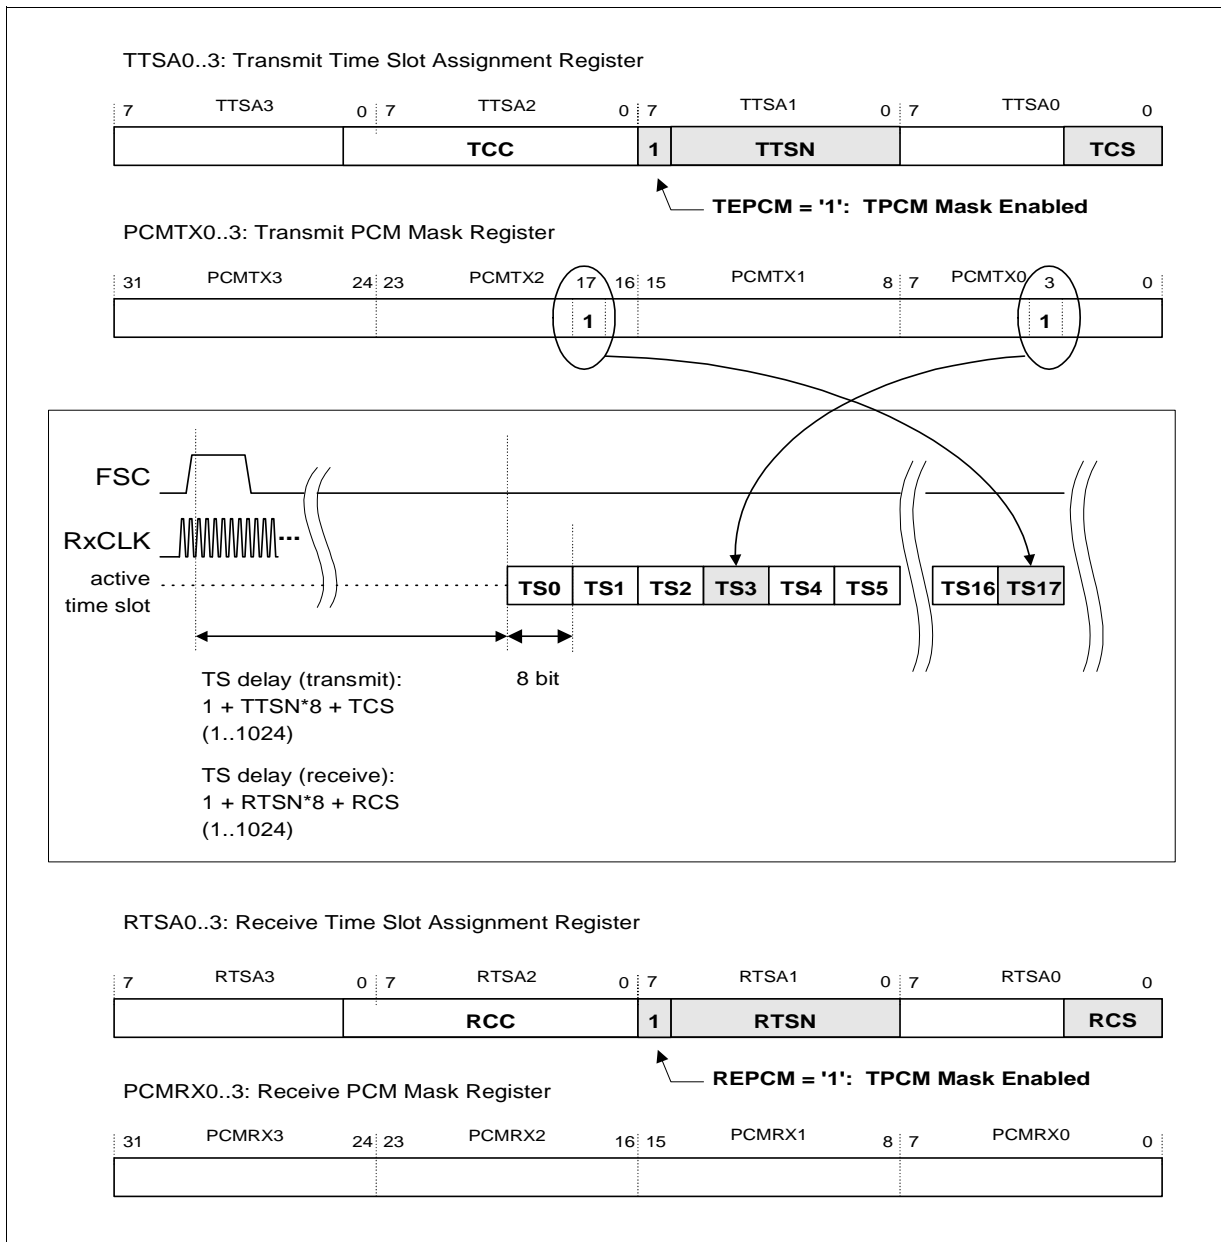 TTSA0..3: Transmit Time Slot Assignment Register
7 TTSA3 0 7 TTSA2 0 7 TTSA1 0 7 TTSA0 0
TCC 1 TTSN TCS
TEPCM = '1': TPCM Mask Enabled
PCMTX0..3: Transmit PCM Mask Register
31 PCMTX3 24 23 PCMTX2 17 16 15 PCMTX1 8 7 PCMTX0 3 0
1 1
FSC
RxCLK
active
time slot
TS0 TS1 TS2 TS3 TS4 TS5 TS16 TS17
TS delay (transmit):
1 + TTSN*8 + TCS
(1..1024)
8 bit
TS delay (receive):
1 + RTSN*8 + RCS
(1..1024)
RTSA0..3: Receive Time Slot Assignment Register
7 RTSA3 0 7 RTSA2 0 7 RTSA1 0 7 RTSA0 0
RCC 1 RTSN RCS
REPCM = '1': TPCM Mask Enabled
PCMRX0..3: Receive PCM Mask Register
31 PCMRX3 24 23 PCMRX2 16 15 PCMRX1 8 7 PCMRX0 0